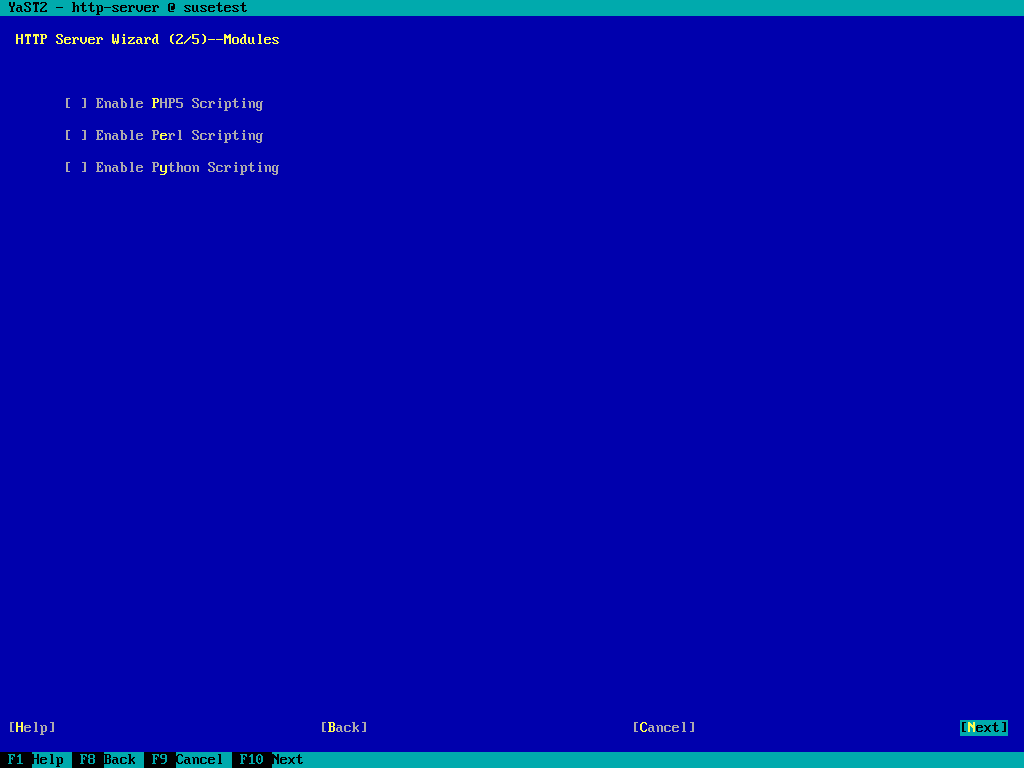 YaST2 - http-server @ susetest
HTTP Server Wizard (2/5)--Modules
[ ] Enable PHP5 Scripting
[ ] Enable Perl Scripting
[ ] Enable Python Scripting
[Help] [Back] [Cancel] [Next]
F1 Help F8 Back F9 Cancel F10 Next